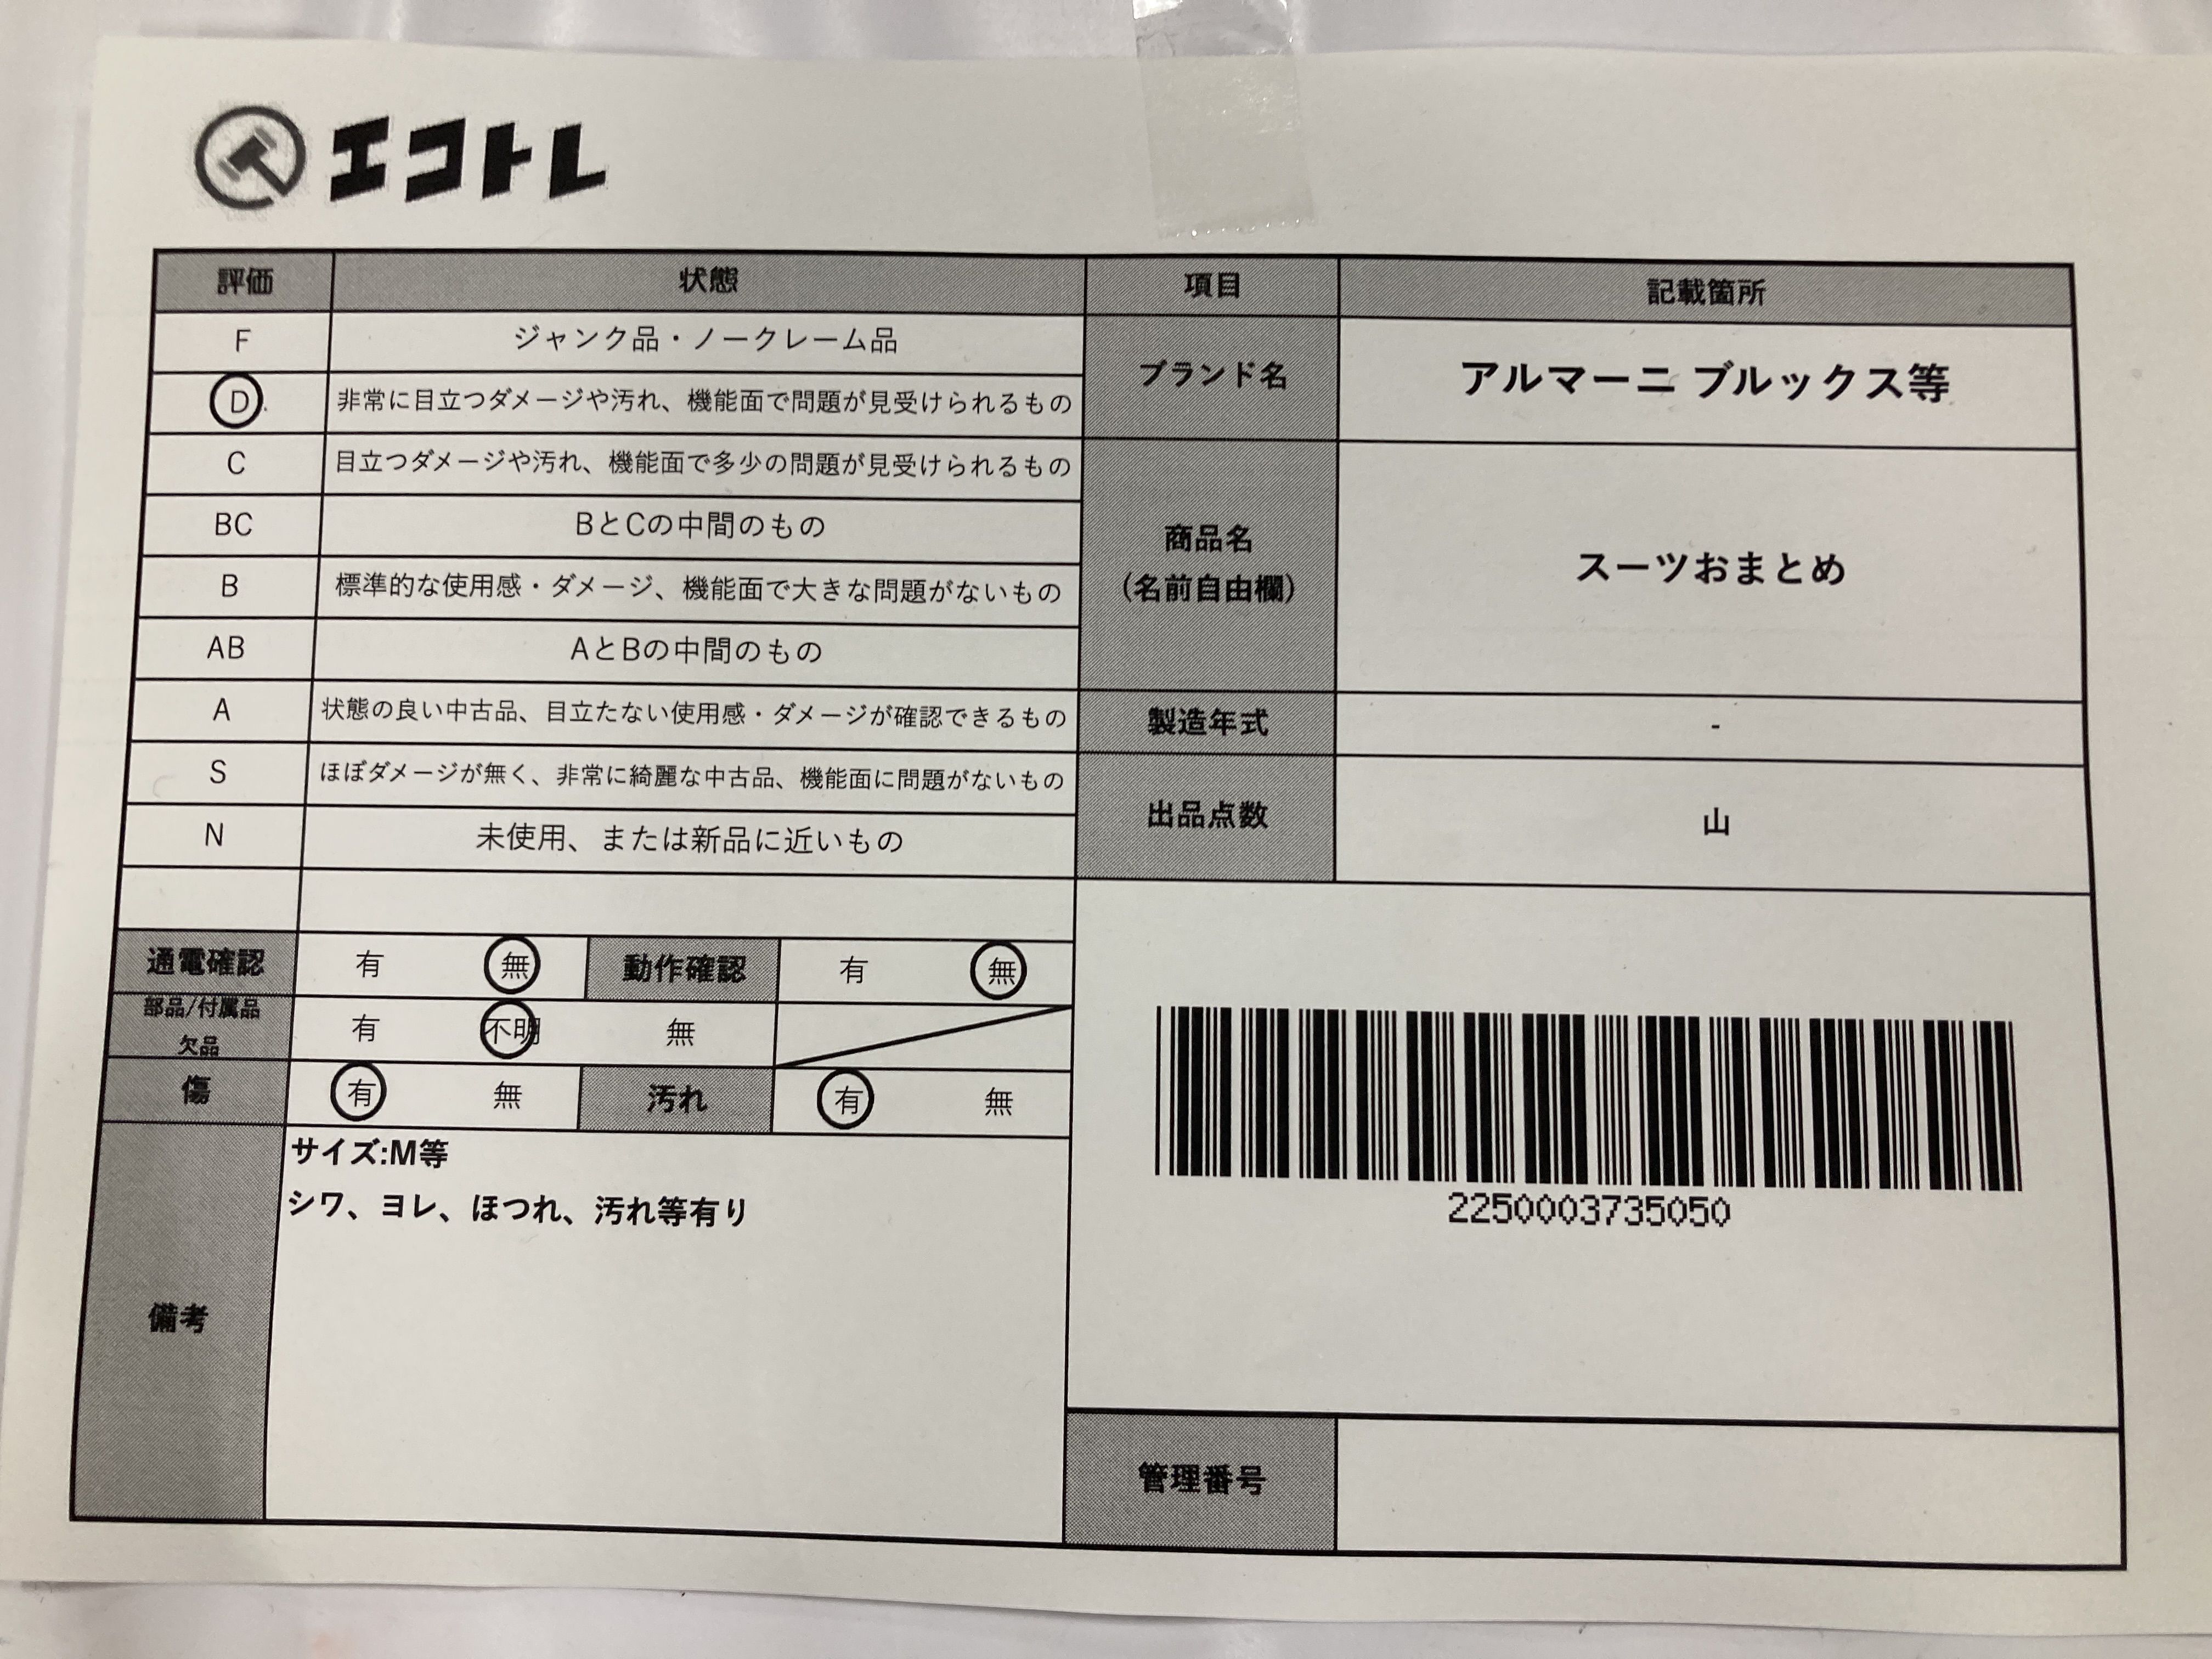 エコトレ
評価 状態 項目 記載箇所
F ジャンク品・ノークレーム品
D 非常に目立つダメージや汚れ、機能面で問題が見受けられるもの
C 目立つダメージや汚れ、機能面で多少の問題が見受けられるもの
BC BとCの中間のもの
B 標準的な使用感・ダメージ、機能面で大きな問題がないもの
AB AとBの中間のもの
A 状態の良い中古品、目立たない使用感・ダメージが確認できるもの
S ほぼダメージが無く、非常に綺麗な中古品、機能面に問題がないもの
N 未使用、または新品に近いもの
ブランド名 アルマーニ ブルックス等
商品名
（名前自由欄） スーツおまとめ
製造年式 -
出品点数 山
通電確認 有 無 動作確認 有 無
部品/付属品
欠品 有 不明 無
傷 有 無 汚れ 有 無
備考
サイズ:M等
シワ、ヨレ、ほつれ、汚れ等有り
2250003735050
管理番号